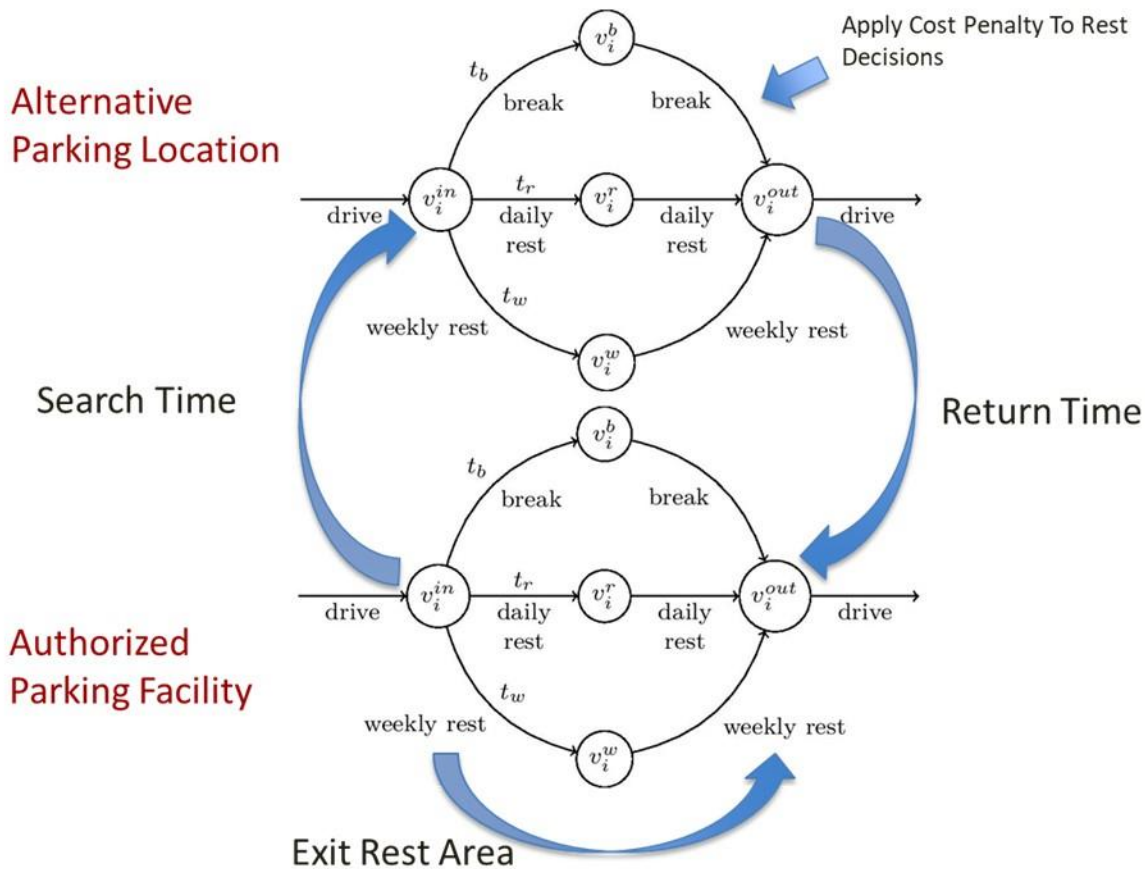 v_i^b
Apply Cost Penalty To Rest
Decisions
t_b
break
break
Alternative
Parking Location
drive
v_i^{in}
t_r
daily
rest
v_i^r
daily
rest
v_i^{out}
drive
t_w
weekly rest
weekly rest
v_i^w
Search Time
Return Time
v_i^b
t_b
break
break
drive
v_i^{in}
t_r
daily
rest
v_i^r
daily
rest
v_i^{out}
drive
Authorized
Parking Facility
t_w
weekly rest
weekly rest
v_i^w
Exit Rest Area